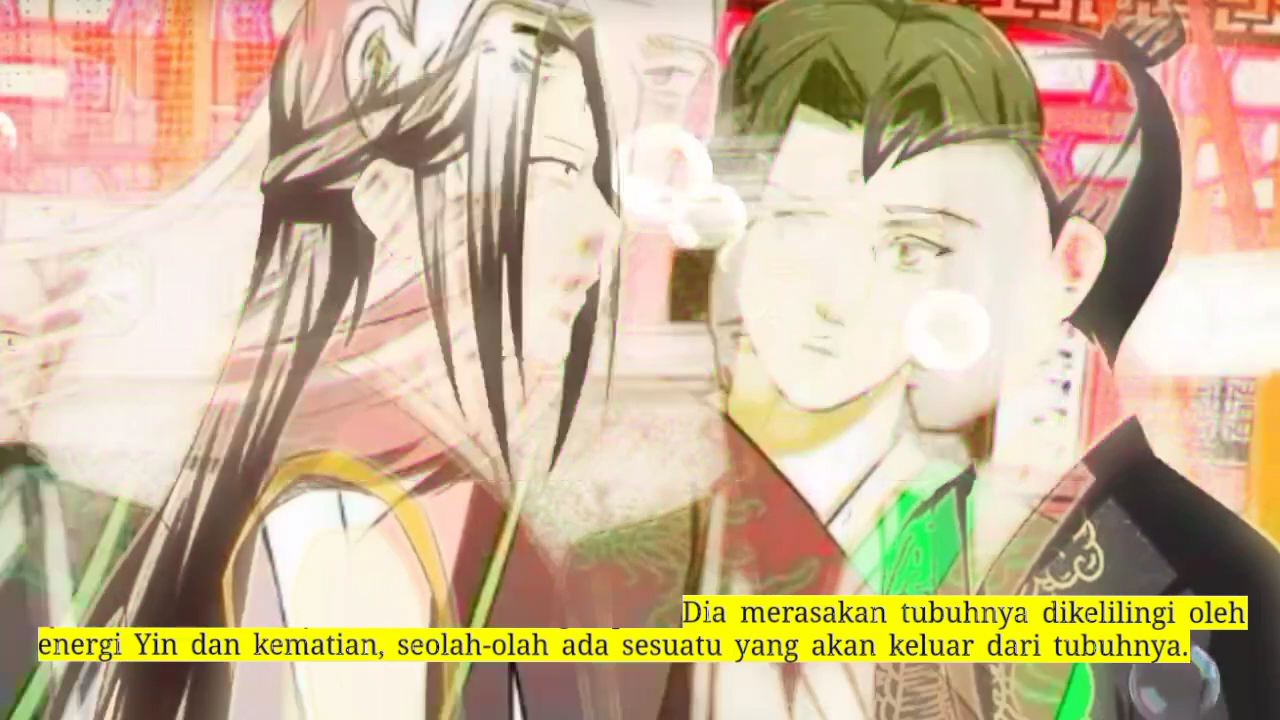 Dia merasakan tubuhnya dikelilingi oleh
energi Yin dan kematian, seolah-olah ada sesuatu yang akan keluar dari tubuhnya.